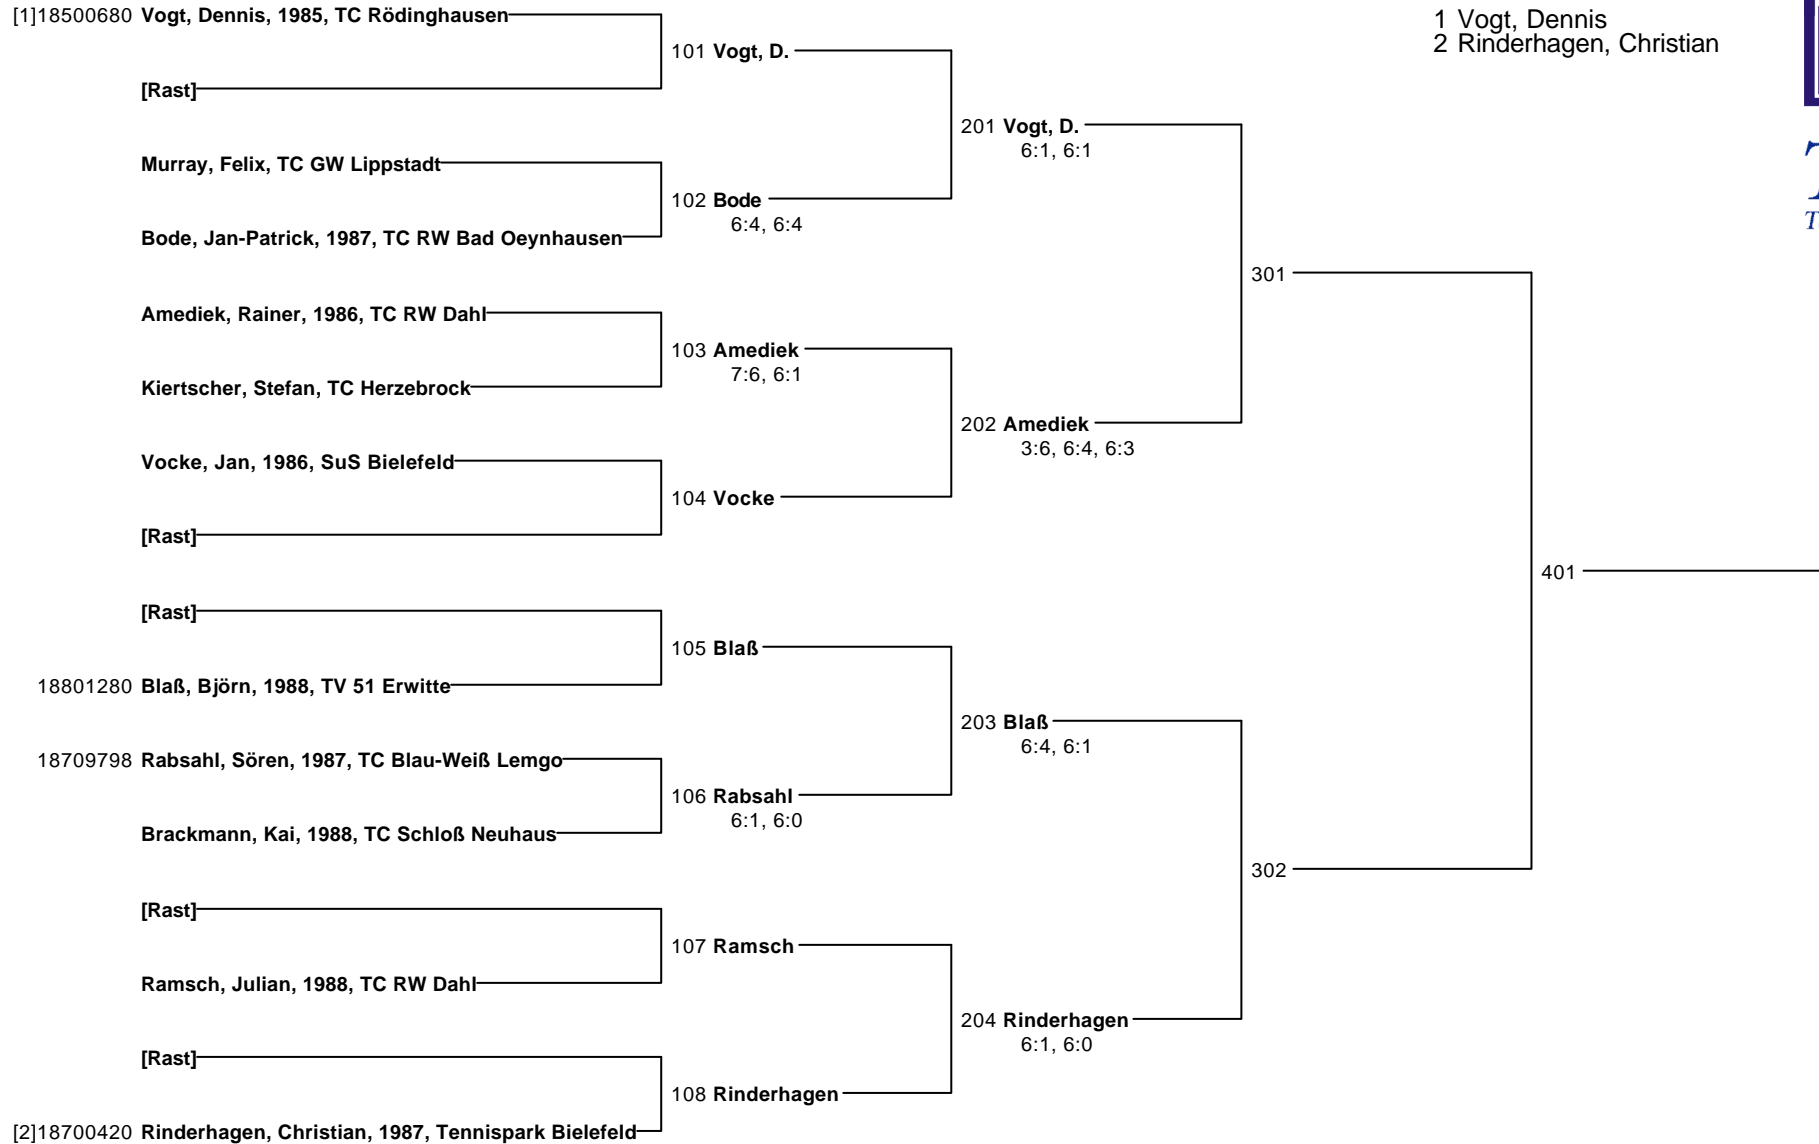 [1]18500680 Vogt, Dennis, 1985, TC Rödinghausen
[Rast]
Murray, Felix, TC GW Lippstadt
Bode, Jan-Patrick, 1987, TC RW Bad Oeynhausen
Amediek, Rainer, 1986, TC RW Dahl
Kiertscher, Stefan, TC Herzebrock
Vocke, Jan, 1986, SuS Bielefeld
[Rast]
[Rast]
18801280 Blaß, Björn, 1988, TV 51 Erwitte
18709798 Rabsahl, Sören, 1987, TC Blau-Weiß Lemgo
Brackmann, Kai, 1988, TC Schloß Neuhaus
[Rast]
Ramsch, Julian, 1988, TC RW Dahl
[Rast]
[2]18700420 Rinderhagen, Christian, 1987, Tennispark Bielefeld
101 Vogt, D.
102 Bode
6:4, 6:4
103 Amediek
7:6, 6:1
104 Vocke
105 Blaß
106 Rabsahl
6:1, 6:0
107 Ramsch
108 Rinderhagen
201 Vogt, D.
6:1, 6:1
202 Amediek
3:6, 6:4, 6:3
203 Blaß
6:4, 6:1
204 Rinderhagen
6:1, 6:0
301
302
401
1 Vogt, Dennis
2 Rinderhagen, Christian